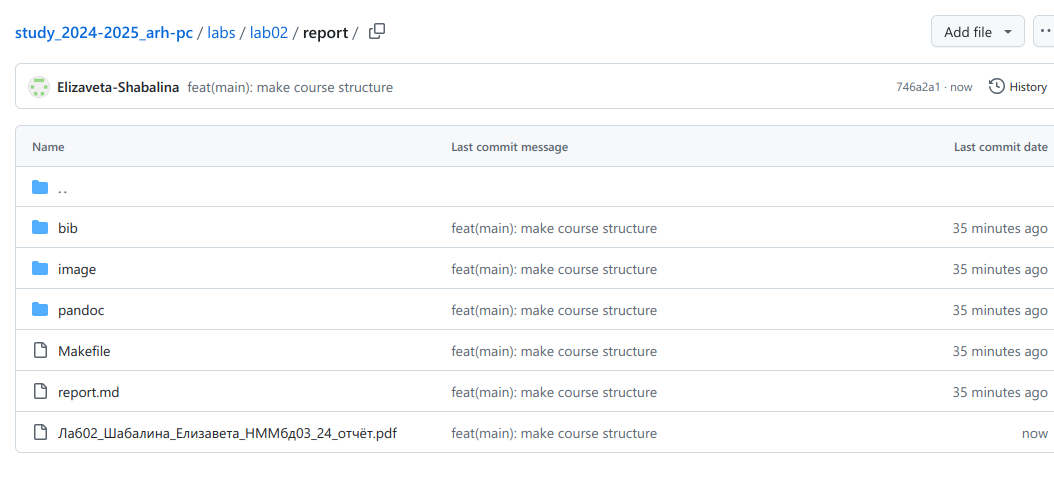 study_2024-2025_arh-pc / labs / lab02 / report / Add file ··
Elizaveta-Shabalina feat(main): make course structure 746a2a1 · now History
Name Last commit message Last commit date
..
bib feat(main): make course structure 35 minutes ago
image feat(main): make course structure 35 minutes ago
pandoc feat(main): make course structure 35 minutes ago
Makefile feat(main): make course structure 35 minutes ago
report.md feat(main): make course structure 35 minutes ago
Лаб02_Шабалина_Елизавета_НММбд03_24_отчёт.pdf feat(main): make course structure now